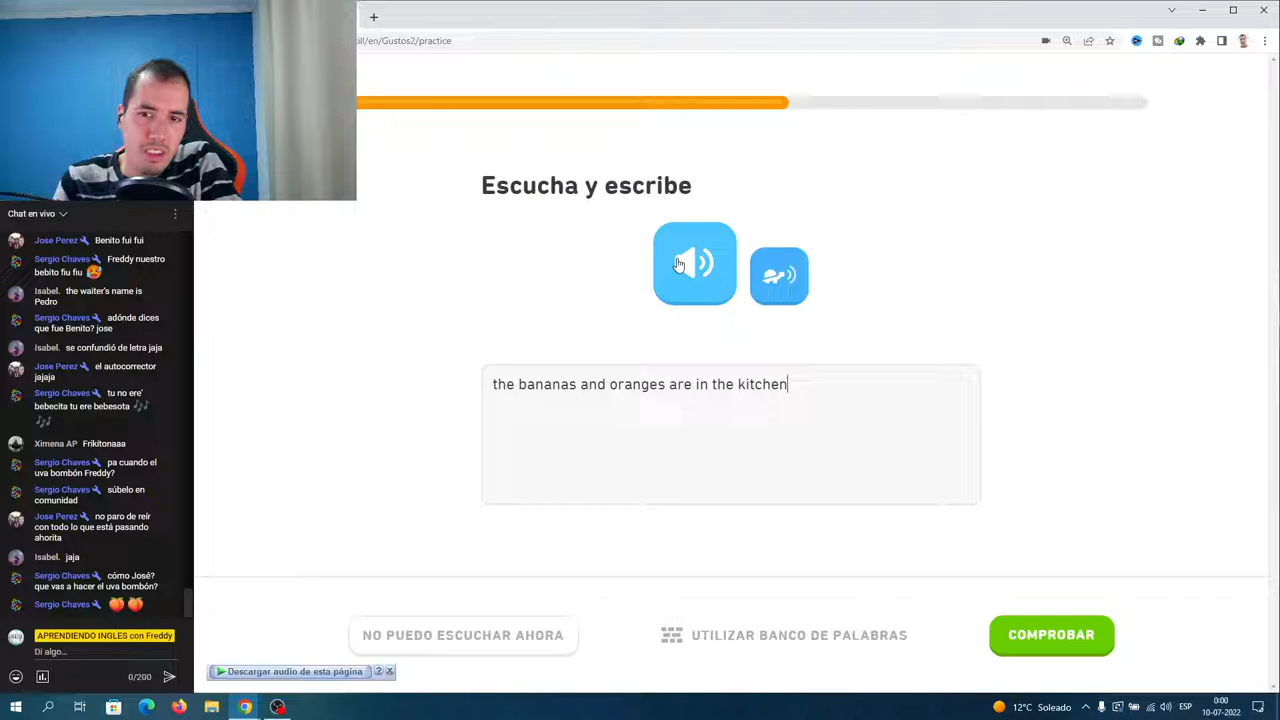 ill/en/Gustos2/practice
Escucha y escribe
the bananas and oranges are in the kitchen
NO PUEDO ESCUCHAR AHORA
UTILIZAR BANCO DE PALABRAS
COMPROBAR
Descargar audio de esta página
Chat en vivo
Jose Perez Benito fui fui
Sergio Chaves Freddy nuestro
bebito fiu fiu 🥵
Isabel. the waiter's name is
Pedro
Sergio Chaves adónde dices
que fue Benito? jose
Isabel. se confundió de letra jaja
Jose Perez el autocorrector
jajaja
Sergio Chaves tu no ere'
bebecita tu ere bebesota 🎶
🎶
Ximena AP Frikitonaaa
Sergio Chaves pa cuando el
uva bombón Freddy?
Sergio Chaves súbelo en
comunidad
Jose Perez no paro de reír
con todo lo que está pasando
ahorita
Isabel. jaja
Sergio Chaves cómo José?
que vas a hacer el uva bombón?
Sergio Chaves 🍑 🍑
APRENDIENDO INGLES con Freddy
Di algo...
0/200
12°C Soleado
ESP
0:00
10-07-2022